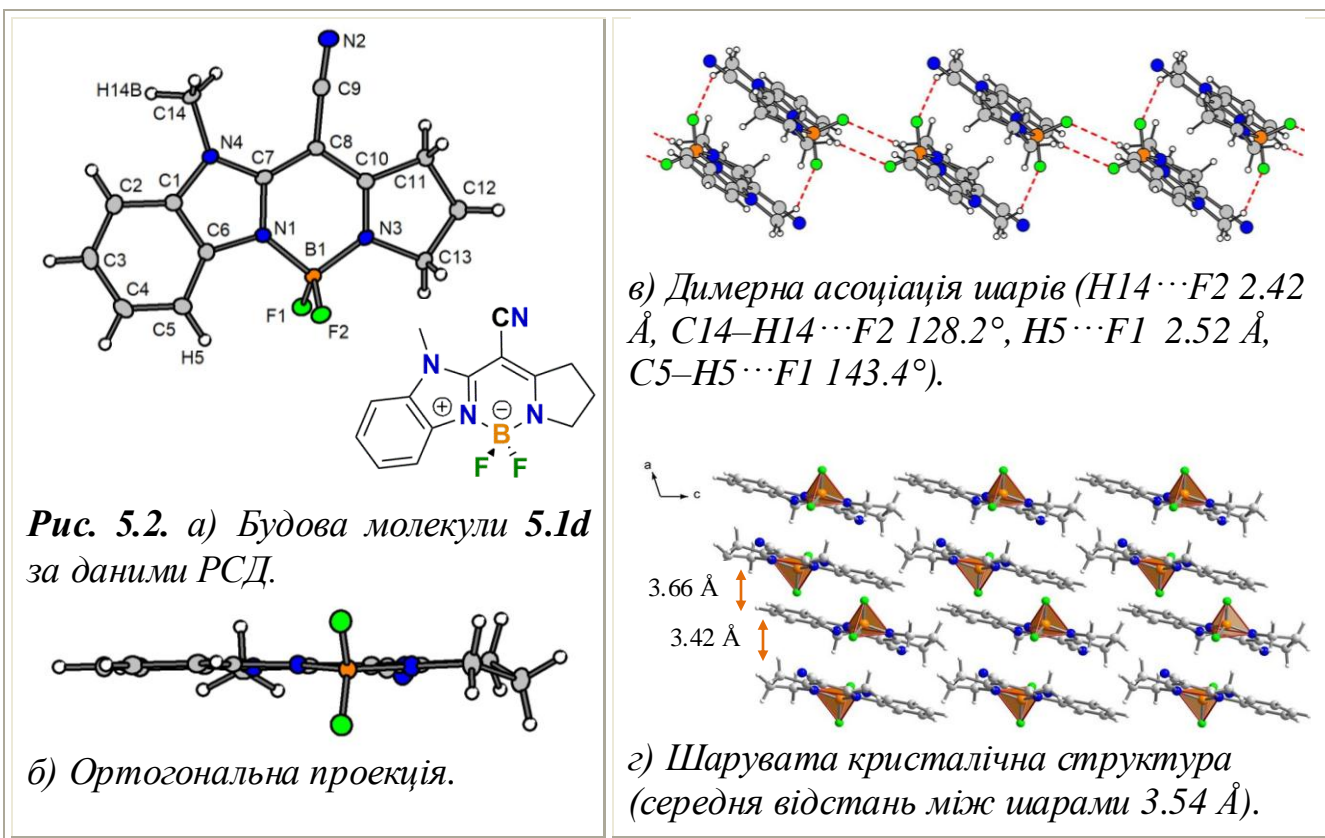 N2
H14B
C9
C14
N4
C7
C8
C10
C11
C12
C2
C1
C6
N1
B1
N3
C13
C3
C4
C5
F1
F2
H5
CN
N
N
N
B
F
F
⊕
⊖
Рис. 5.2. а) Будова молекули 5.1d
за даними РСД.
б) Ортогональна проекція.
в) Димерна асоціація шарів (H14···F2 2.42
Å, C14–H14···F2 128.2°, H5···F1 2.52 Å,
C5–H5···F1 143.4°).
a
c
3.66 Å
3.42 Å
г) Шарувата кристалічна структура
(середня відстань між шарами 3.54 Å).